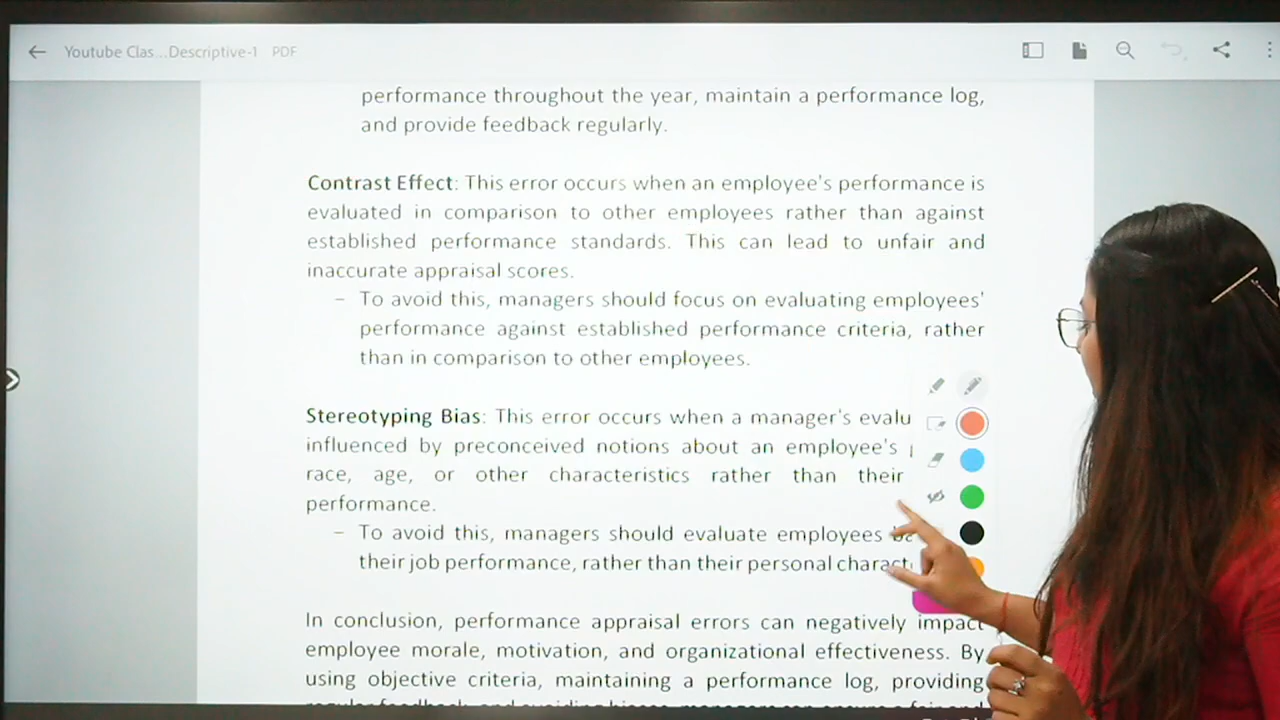 Youtube Clas...Descriptive-1 PDF
performance throughout the year, maintain a performance log,
and provide feedback regularly.
Contrast Effect: This error occurs when an employee's performance is
evaluated in comparison to other employees rather than against
established performance standards. This can lead to unfair and
inaccurate appraisal scores.
– To avoid this, managers should focus on evaluating employees'
performance against established performance criteria, rather
than in comparison to other employees.
Stereotyping Bias: This error occurs when a manager's evalu
influenced by preconceived notions about an employee's
race, age, or other characteristics rather than their
performance.
– To avoid this, managers should evaluate employees
their job performance, rather than their personal charact
In conclusion, performance appraisal errors can negatively impact
employee morale, motivation, and organizational effectiveness. By
using objective criteria, maintaining a performance log, providing